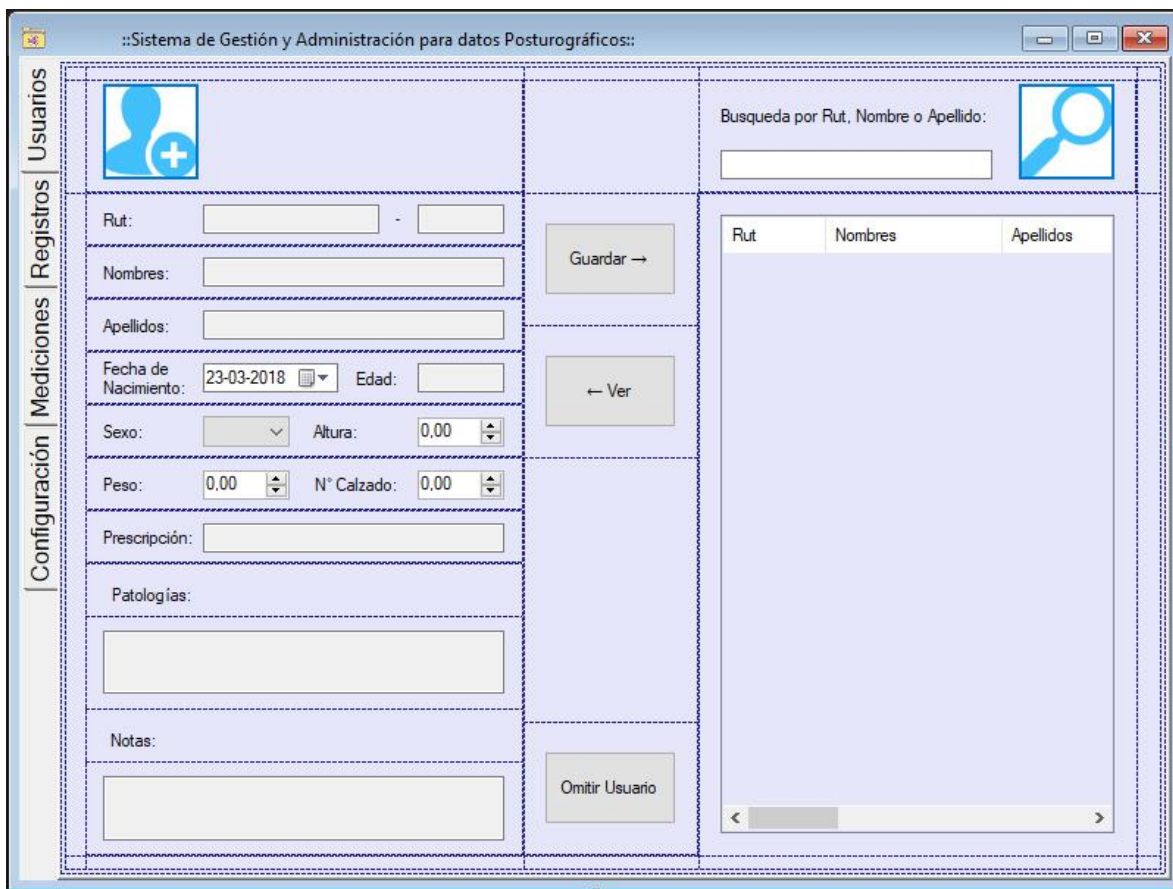 ::Sistema de Gestión y Administración para datos Posturográficos::
Usuarios
Registros
Mediciones
Configuración
Rut:
-
Nombres:
Apellidos:
Fecha de
Nacimiento:
23-03-2018
Edad:
Sexo:
Altura:
0,00
Peso:
0,00
N° Calzado:
0,00
Prescripción:
Patologías:
Notas:
Guardar →
← Ver
Omitir Usuario
Busqueda por Rut, Nombre o Apellido:
Rut Nombres Apellidos